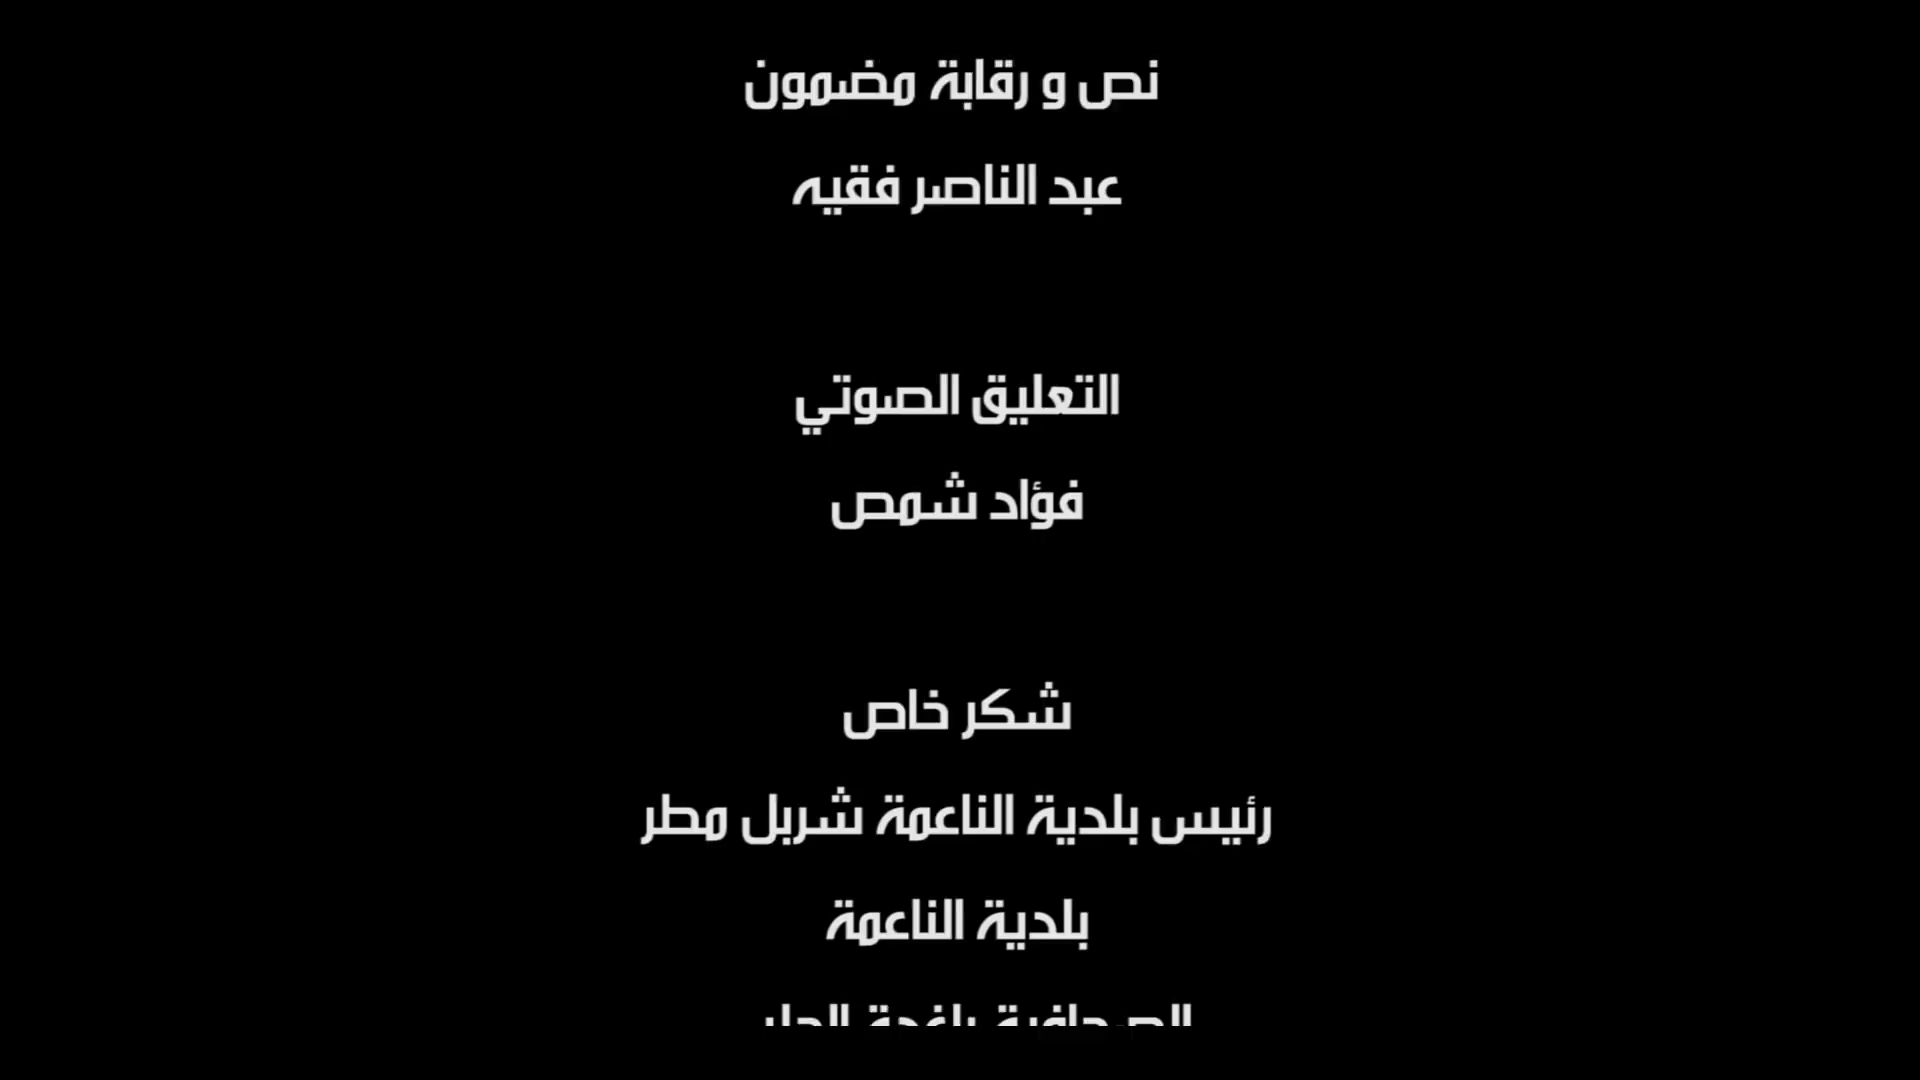 نص و رقابة مضمون
عبد الناصر فقيه
التعليق الصوتي
فؤاد شمص
شكر خاص
رئيس بلدية الناعمة شربل مطر
بلدية الناعمة
الصحافية